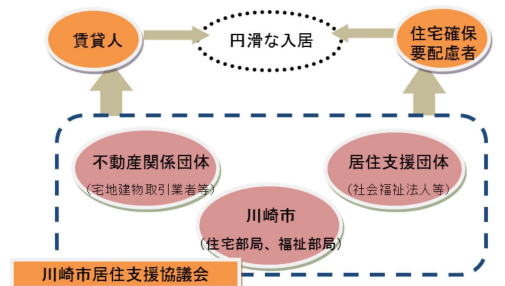 賃貸人
円滑な入居
住宅確保
要配慮者
不動産関係団体
(宅地建物取引業者等)
居住支援団体
(社会福祉法人等)
川崎市
(住宅部局、福祉部局)
川崎市居住支援協議会